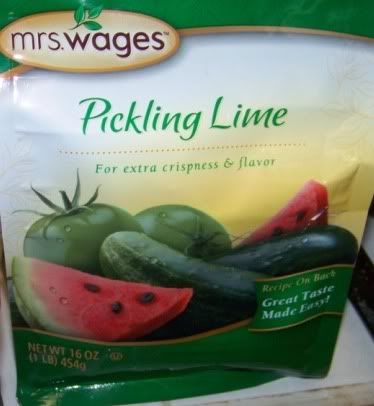 mrs.wages™
Pickling Lime
For extra crispness & flavor
Recipe On Back
Great Taste
Made Easy!
NET WT 16 OZ
(1 LB) 454g